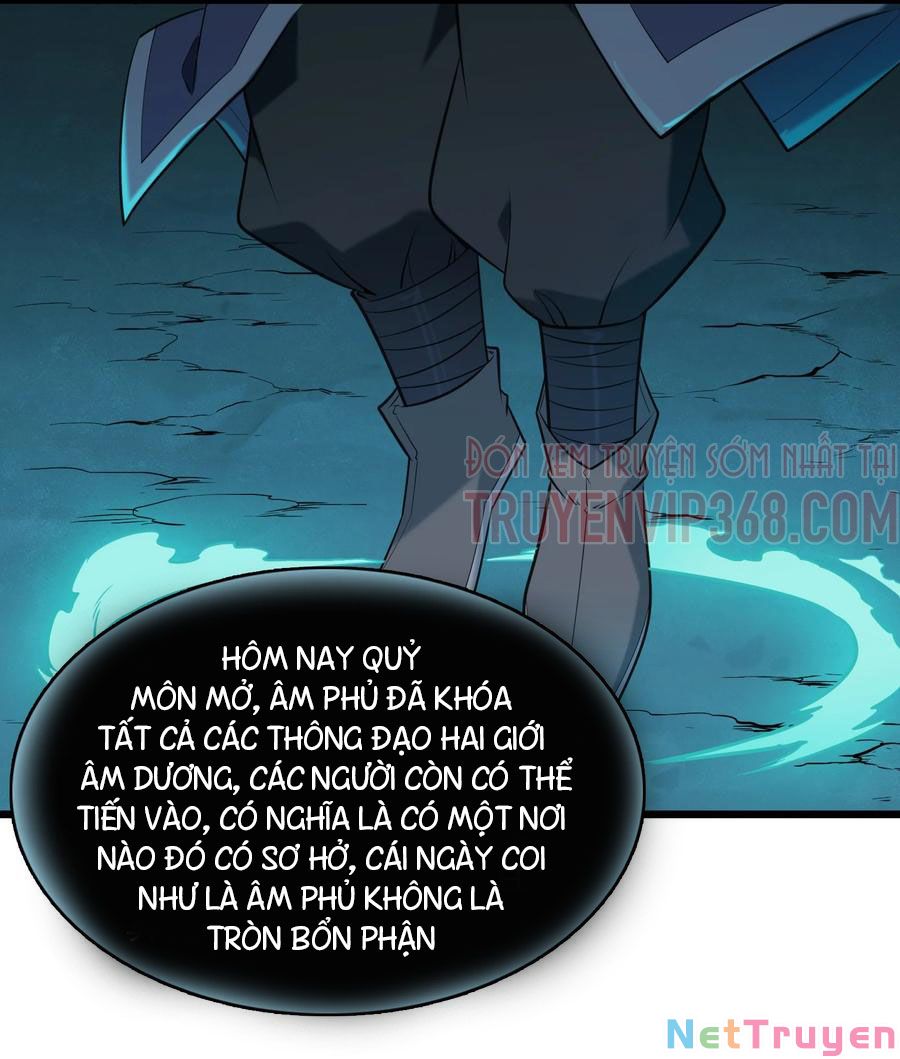 ĐÓN XEM TRUYỆN SỚM NHẤT TẠI
TRUYENVIP368.COM
HÔM NAY QUỶ
MÔN MỞ, ÂM PHỦ ĐÃ KHÓA
TẤT CẢ CÁC THÔNG ĐẠO HAI GIỚI
ÂM DƯƠNG, CÁC NGƯỜI CÒN CÓ THỂ
TIẾN VÀO, CÓ NGHĨA LÀ CÓ MỘT NƠI
NÀO ĐÓ CÓ SƠ HỞ, CÁI NGÀY COI
NHƯ LÀ ÂM PHỦ KHÔNG LÀ
TRÒN BỔN PHẬN
NetTruyen